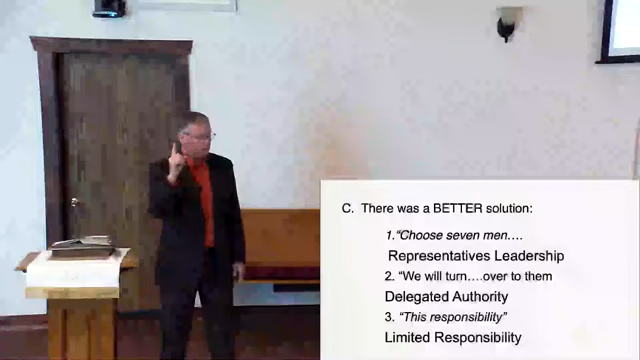 C. There was a BETTER solution:
1.“Choose seven men….
Representatives Leadership
2. “We will turn….over to them
Delegated Authority
3. “This responsibility”
Limited Responsibility